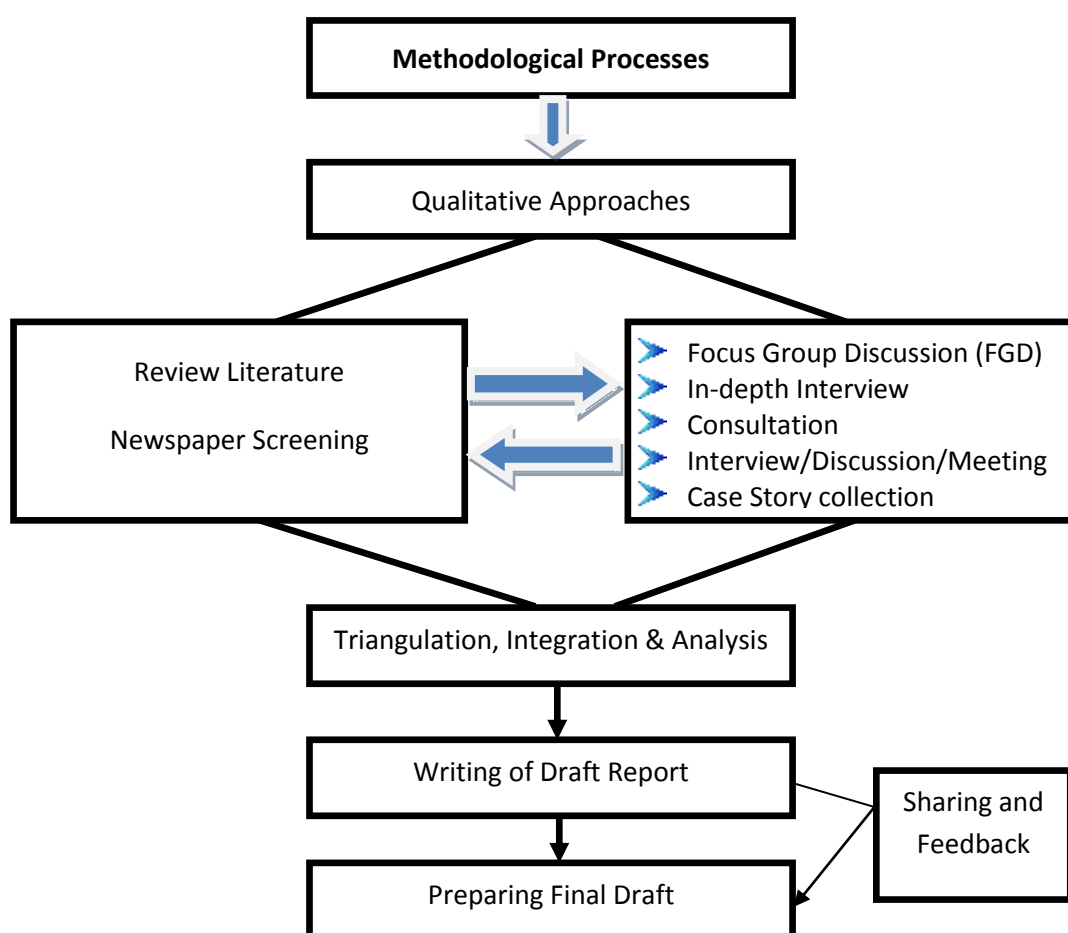 Methodological Processes
Qualitative Approaches
Review Literature
Newspaper Screening
Focus Group Discussion (FGD)
In-depth Interview
Consultation
Interview/Discussion/Meeting
Case Story collection
Triangulation, Integration & Analysis
Writing of Draft Report
Sharing and
Feedback
Preparing Final Draft